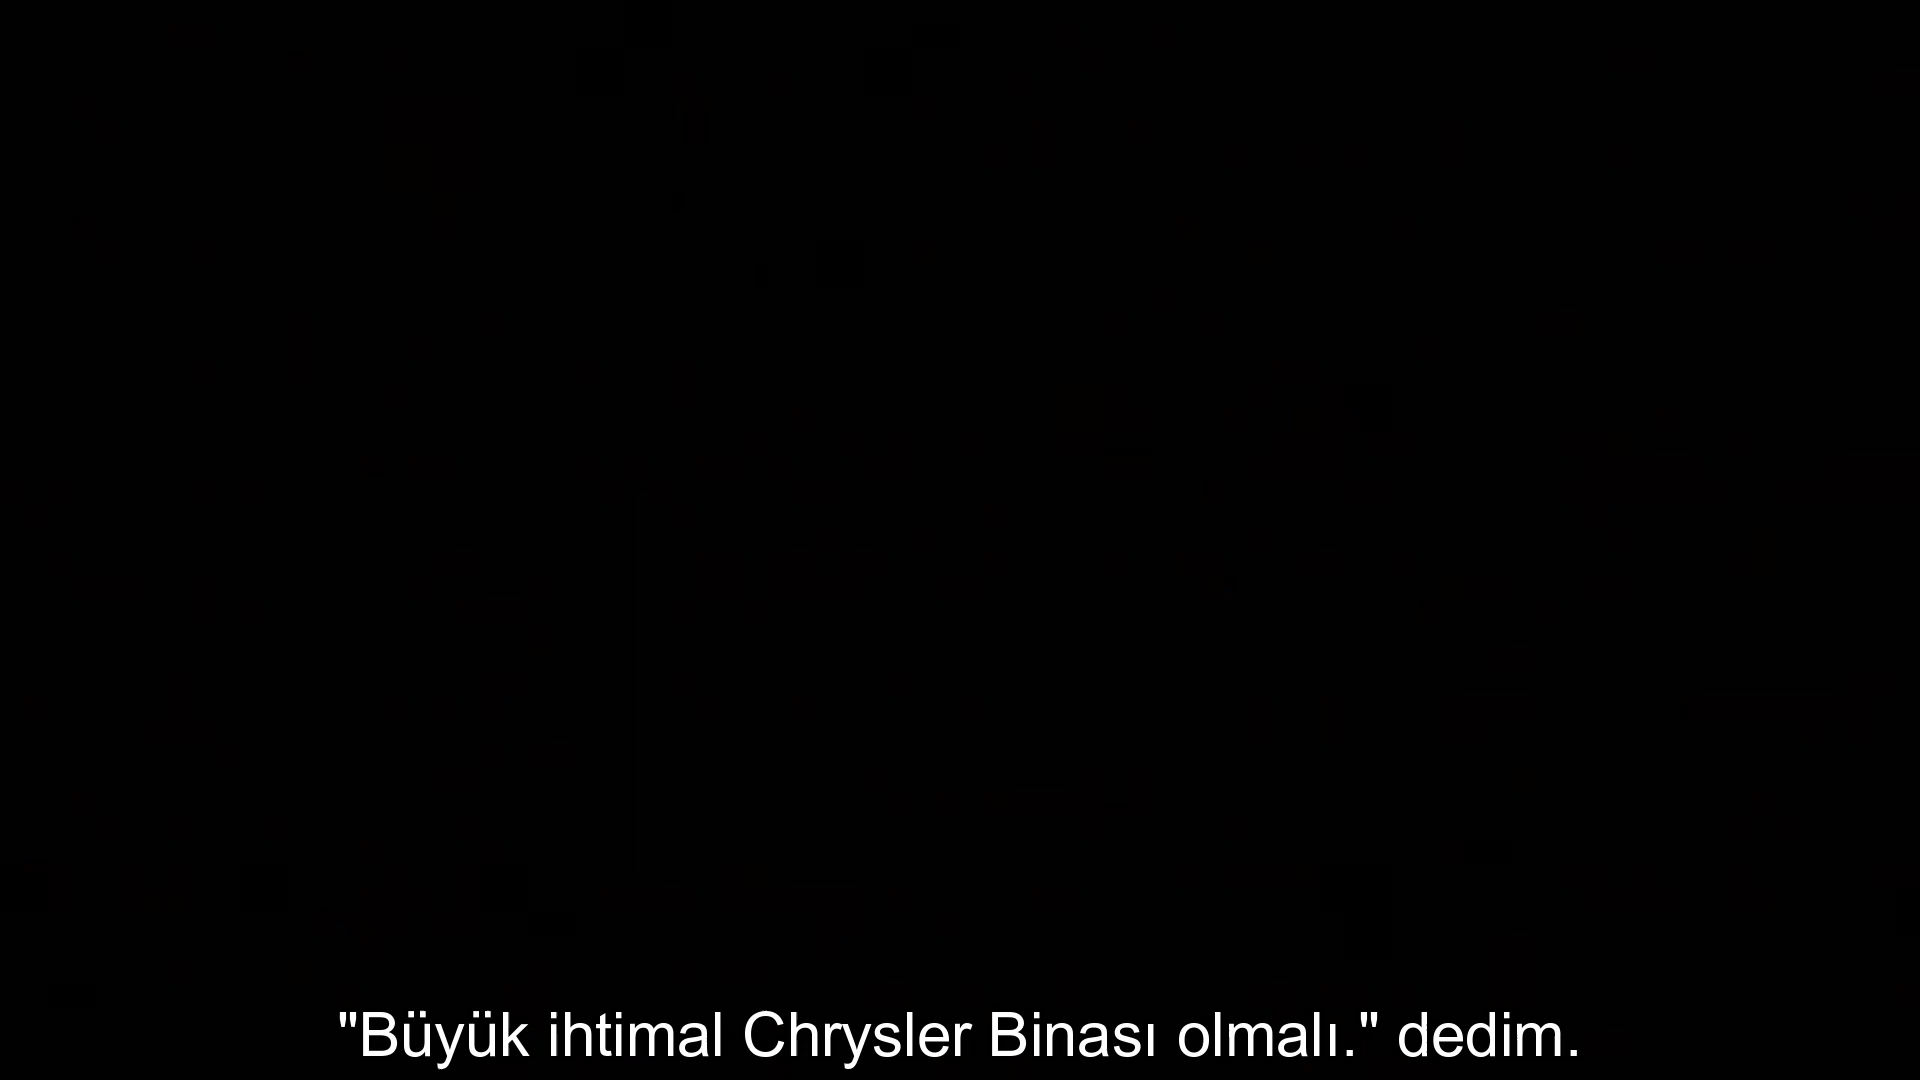 "Büyük ihtimal Chrysler Binası olmalı." dedim.